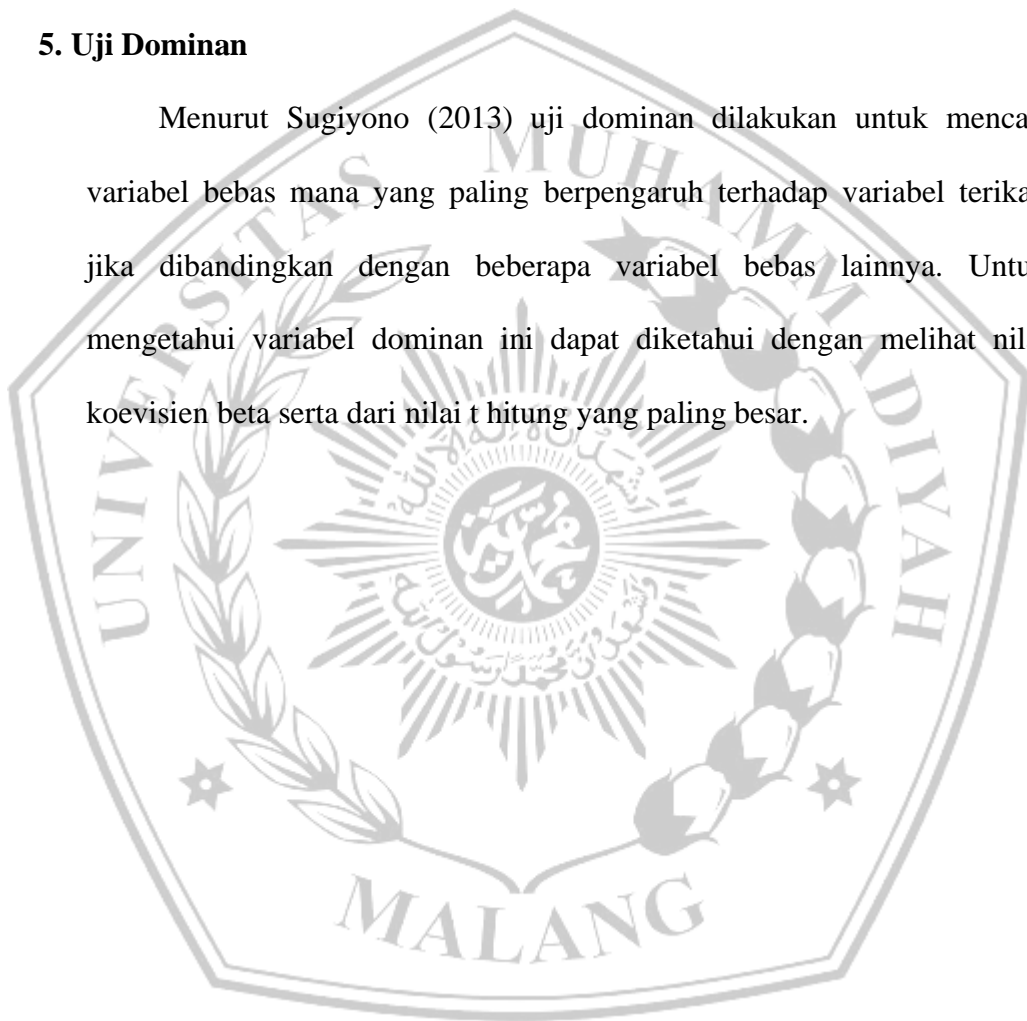 5. Uji Dominan
Menurut Sugiyono (2013) uji dominan dilakukan untuk menca
variabel bebas mana yang paling berpengaruh terhadap variabel terika
jika dibandingkan dengan beberapa variabel bebas lainnya. Untu
mengetahui variabel dominan ini dapat diketahui dengan melihat nil
koevisien beta serta dari nilai t hitung yang paling besar.
UNIVERSITAS MUHAMMADIYAH
MALANG